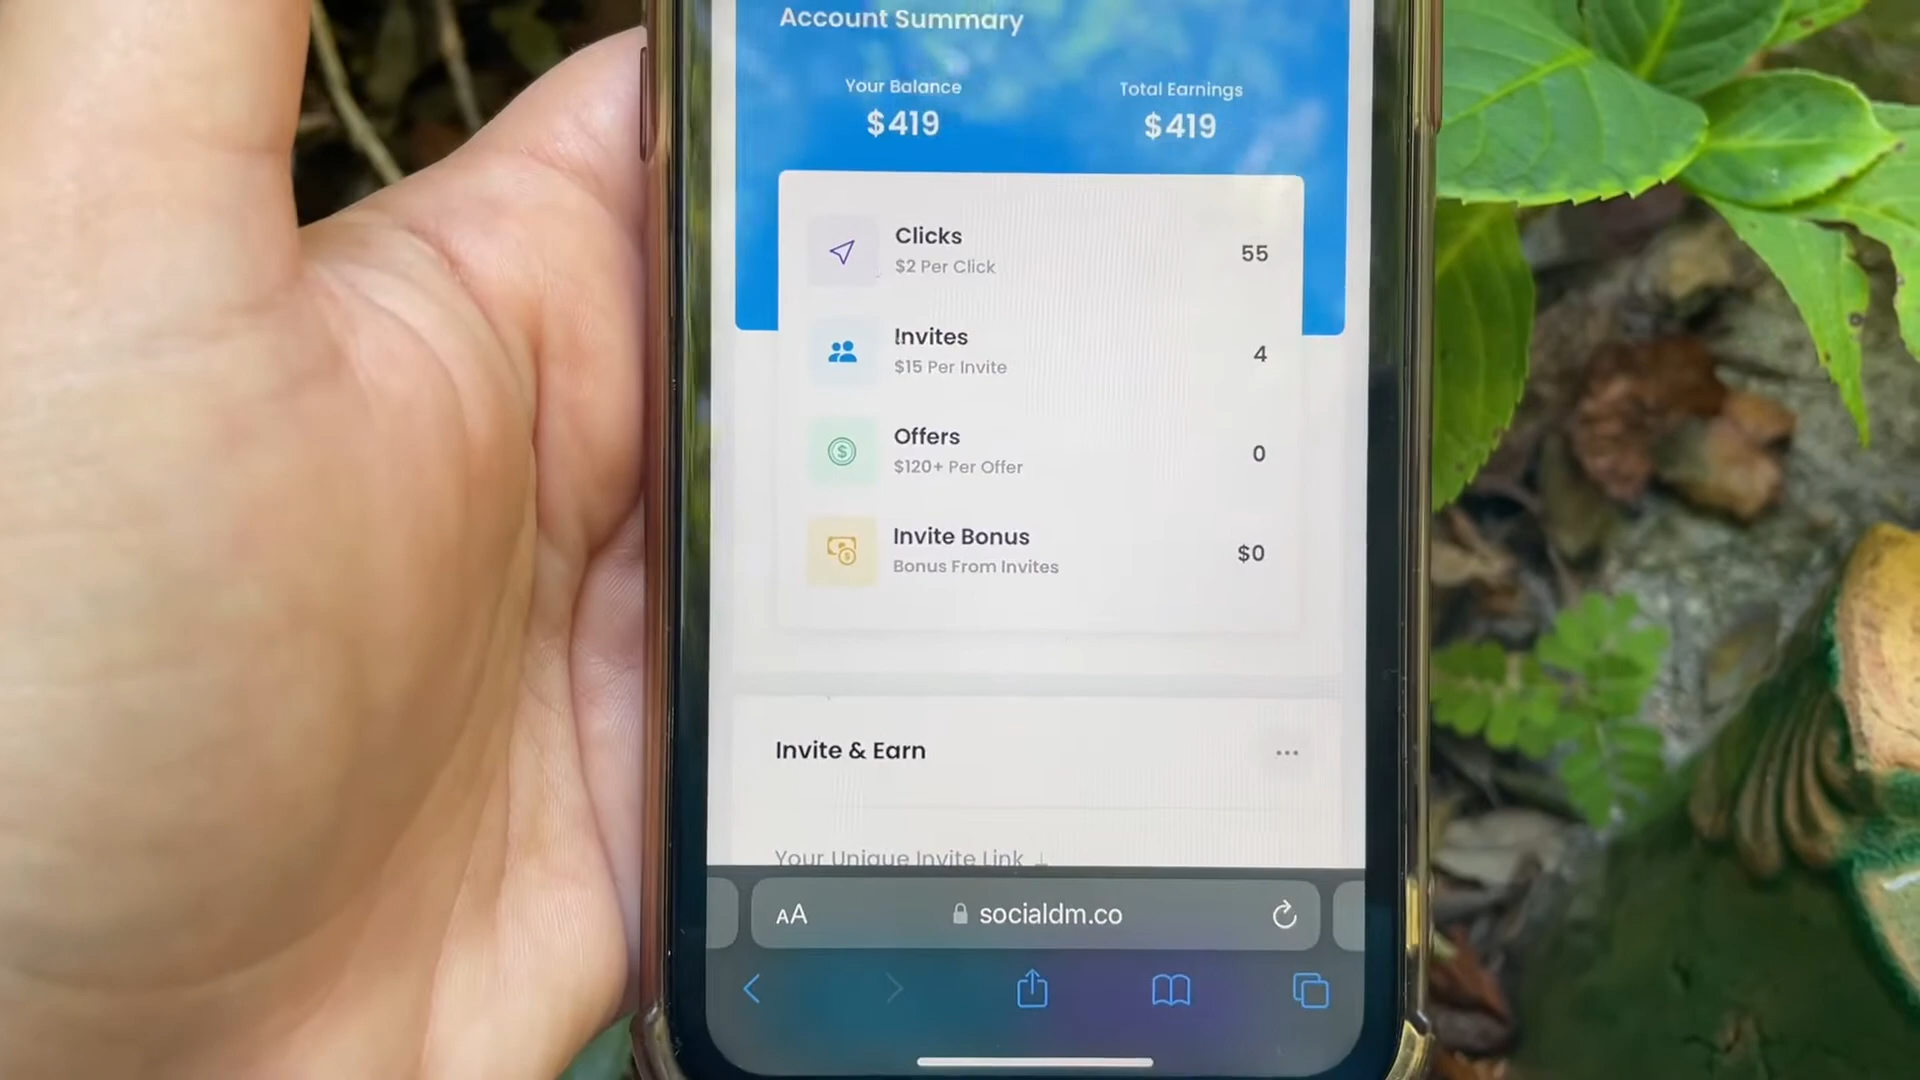 Account Summary
Your Balance
Total Earnings
$419
$419
Clicks
$2 Per Click
55
Invites
$15 Per Invite
4
Offers
$120+ Per Offer
0
Invite Bonus
Bonus From Invites
$0
Invite & Earn
Your Unique Invite Link
AA
socialdm.co